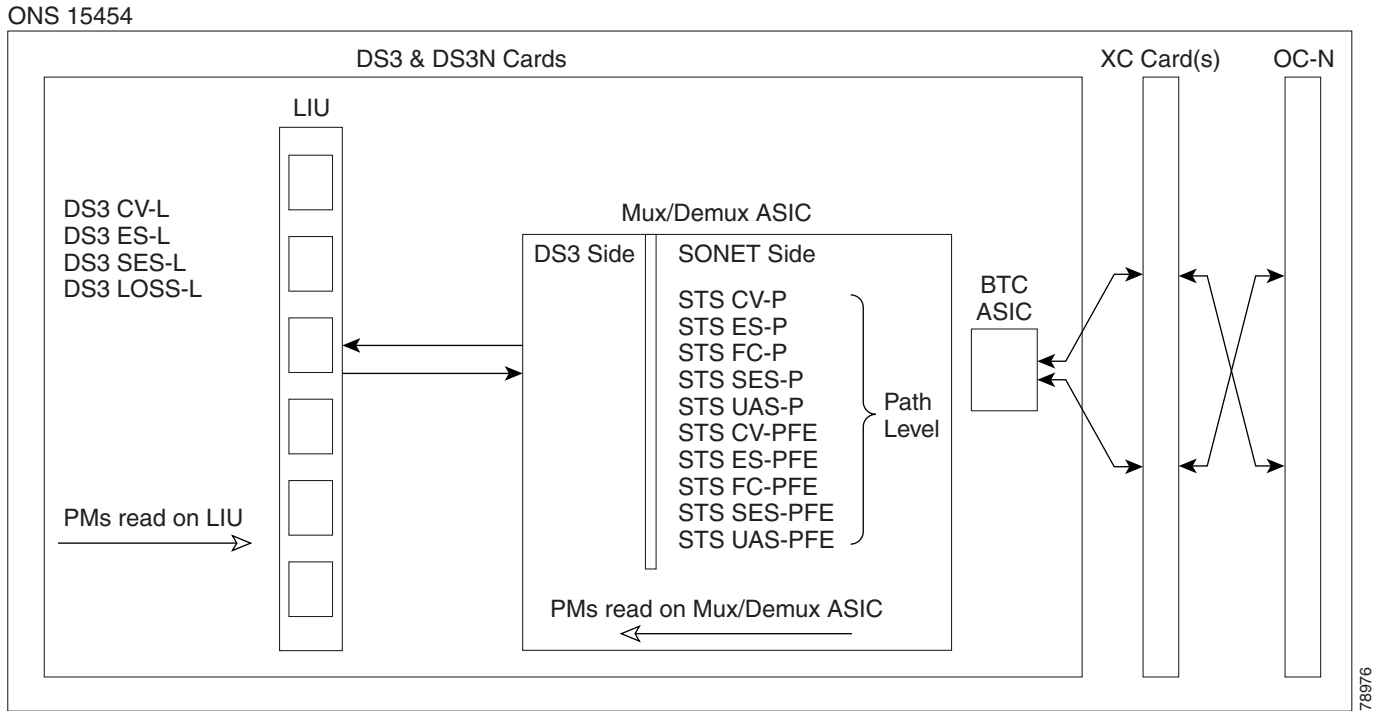 ONS 15454
DS3 & DS3N Cards
XC Card(s)
OC-N
LIU
DS3 CV-L
DS3 ES-L
DS3 SES-L
DS3 LOSS-L
PMs read on LIU
Mux/Demux ASIC
DS3 Side
SONET Side
STS CV-P
STS ES-P
STS FC-P
STS SES-P
STS UAS-P
STS CV-PFE
STS ES-PFE
STS FC-PFE
STS SES-PFE
STS UAS-PFE
Path
Level
PMs read on Mux/Demux ASIC
BTC
ASIC
78976